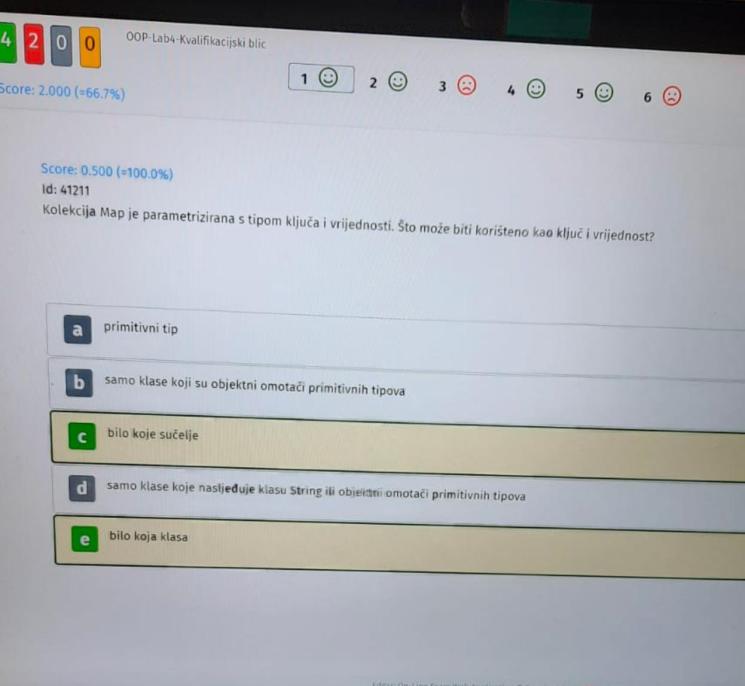 4 2 0 0
OOP-Lab4-Kvalifikacijski blic
Score: 2.000 (=66.7%)
1 2 3 4 5 6
Score: 0.500 (=100.0%)
Id: 41211
Kolekcija Map je parametrizirana s tipom ključa i vrijednosti. Što može biti korišteno kao ključ i vrijednost?
a primitivni tip
b samo klase koji su objektni omotači primitivnih tipova
c bilo koje sučelje
d samo klase koje nasljeđuje klasu String ili objektni omotači primitivnih tipova
e bilo koja klasa